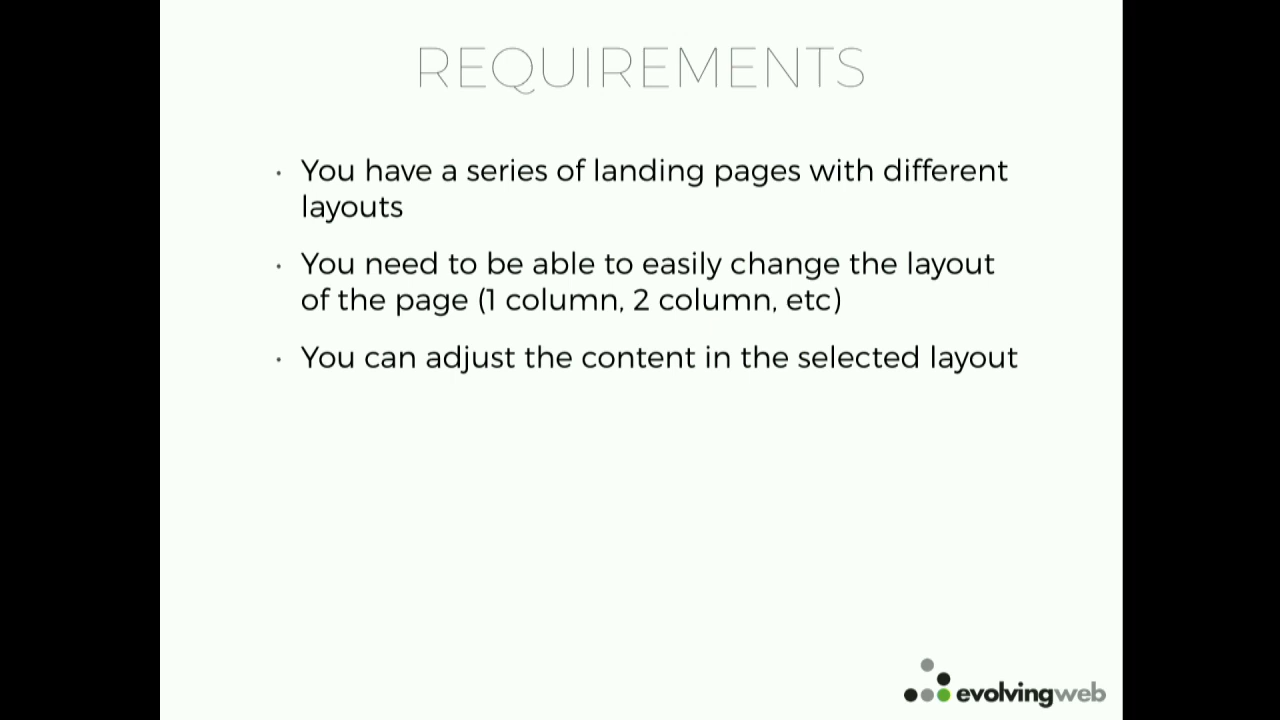 REQUIREMENTS
· You have a series of landing pages with different
layouts
· You need to be able to easily change the layout
of the page (1 column, 2 column, etc)
· You can adjust the content in the selected layout
evolvingweb